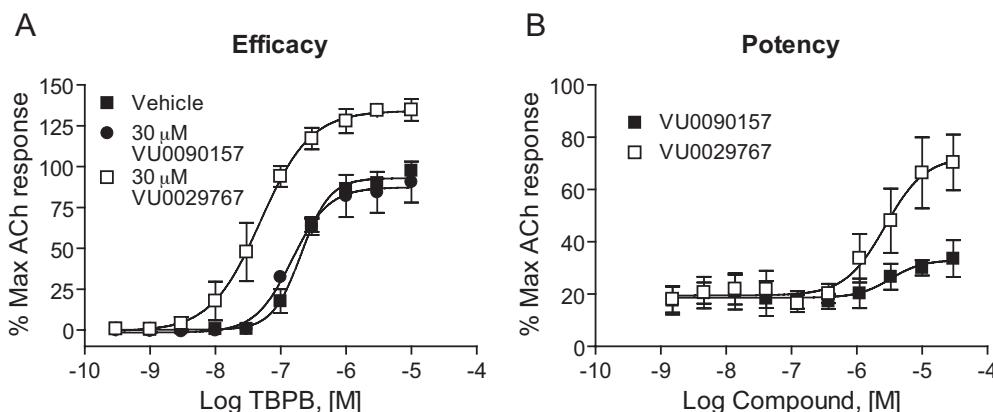 A
Efficacy
% Max ACh response
150
125
100
75
50
25
0
Vehicle
30 μM
VU0090157
30 μM
VU0029767
-10 -9 -8 -7 -6 -5 -4
Log TBPB, [M]
B
Potency
% Max ACh response
100
80
60
40
20
0
VU0090157
VU0029767
-9 -8 -7 -6 -5 -4
Log Compound, [M]